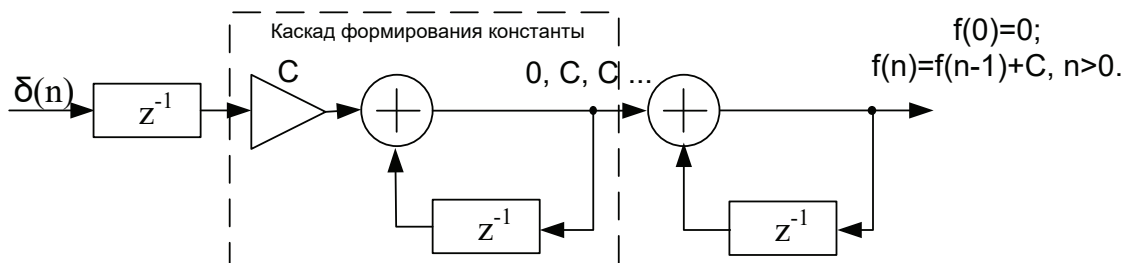 Каскад формирования константы
f(0)=0;
f(n)=f(n-1)+C, n>0.
δ(n)
z⁻¹
C
0, C, C ...
z⁻¹
z⁻¹